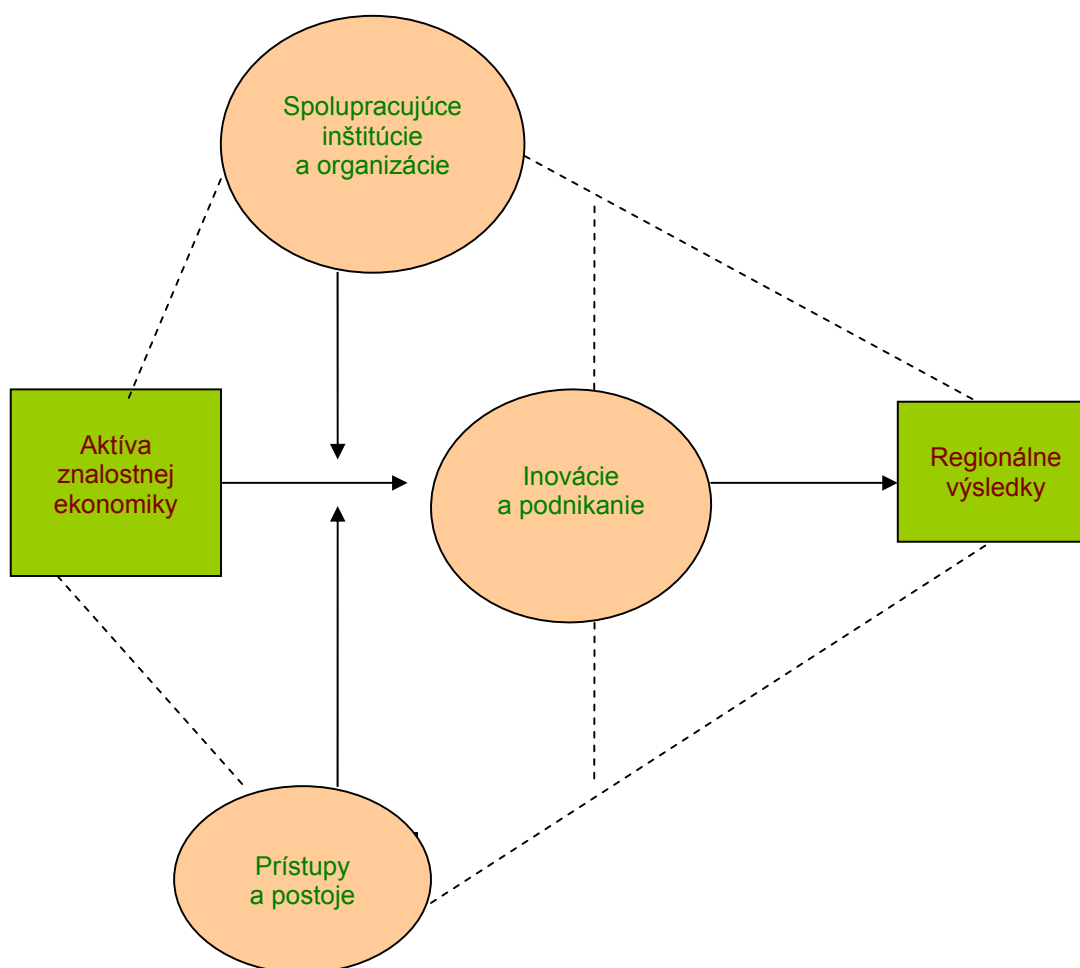 Spolupracujúce
inštitúcie
a organizácie
Aktíva
znalostnej
ekonomiky
Inovácie
a podnikanie
Regionálne
výsledky
Prístupy
a postoje